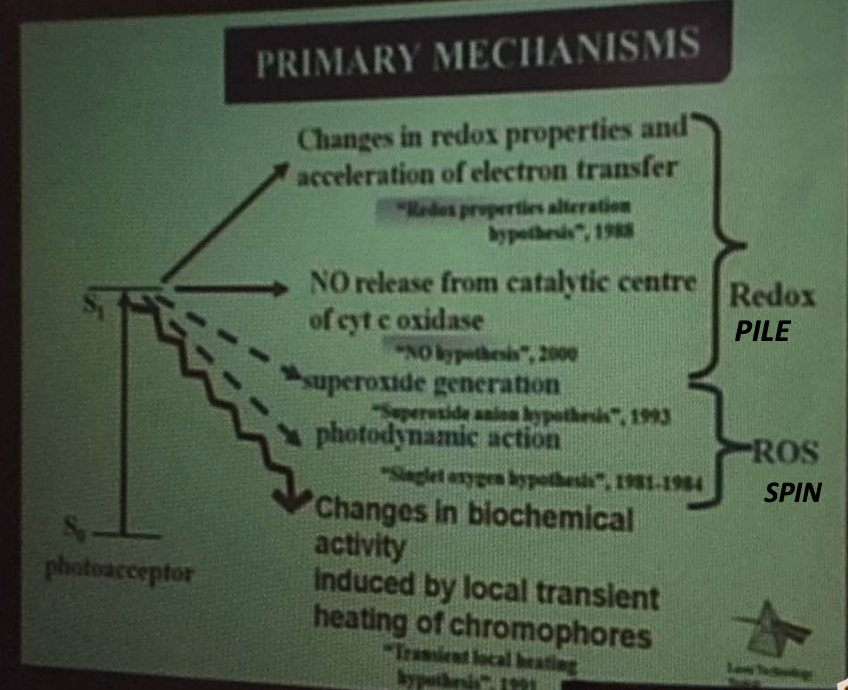 PRIMARY MECHANISMS
Changes in redox properties and
acceleration of electron transfer
"Redox properties alteration
hypothesis", 1988
NO release from catalytic centre
of cyt c oxidase
"NO hypothesis", 2000
superoxide generation
"Superoxide anion hypothesis", 1993
photodynamic action
"Singlet oxygen hypothesis", 1981-1984
Changes in biochemical
activity
induced by local transient
heating of chromophores
"Transient local heating
hypothesis", 1991
Redox
PILE
ROS
SPIN
S₁
S₀
photoacceptor
Laser Technology